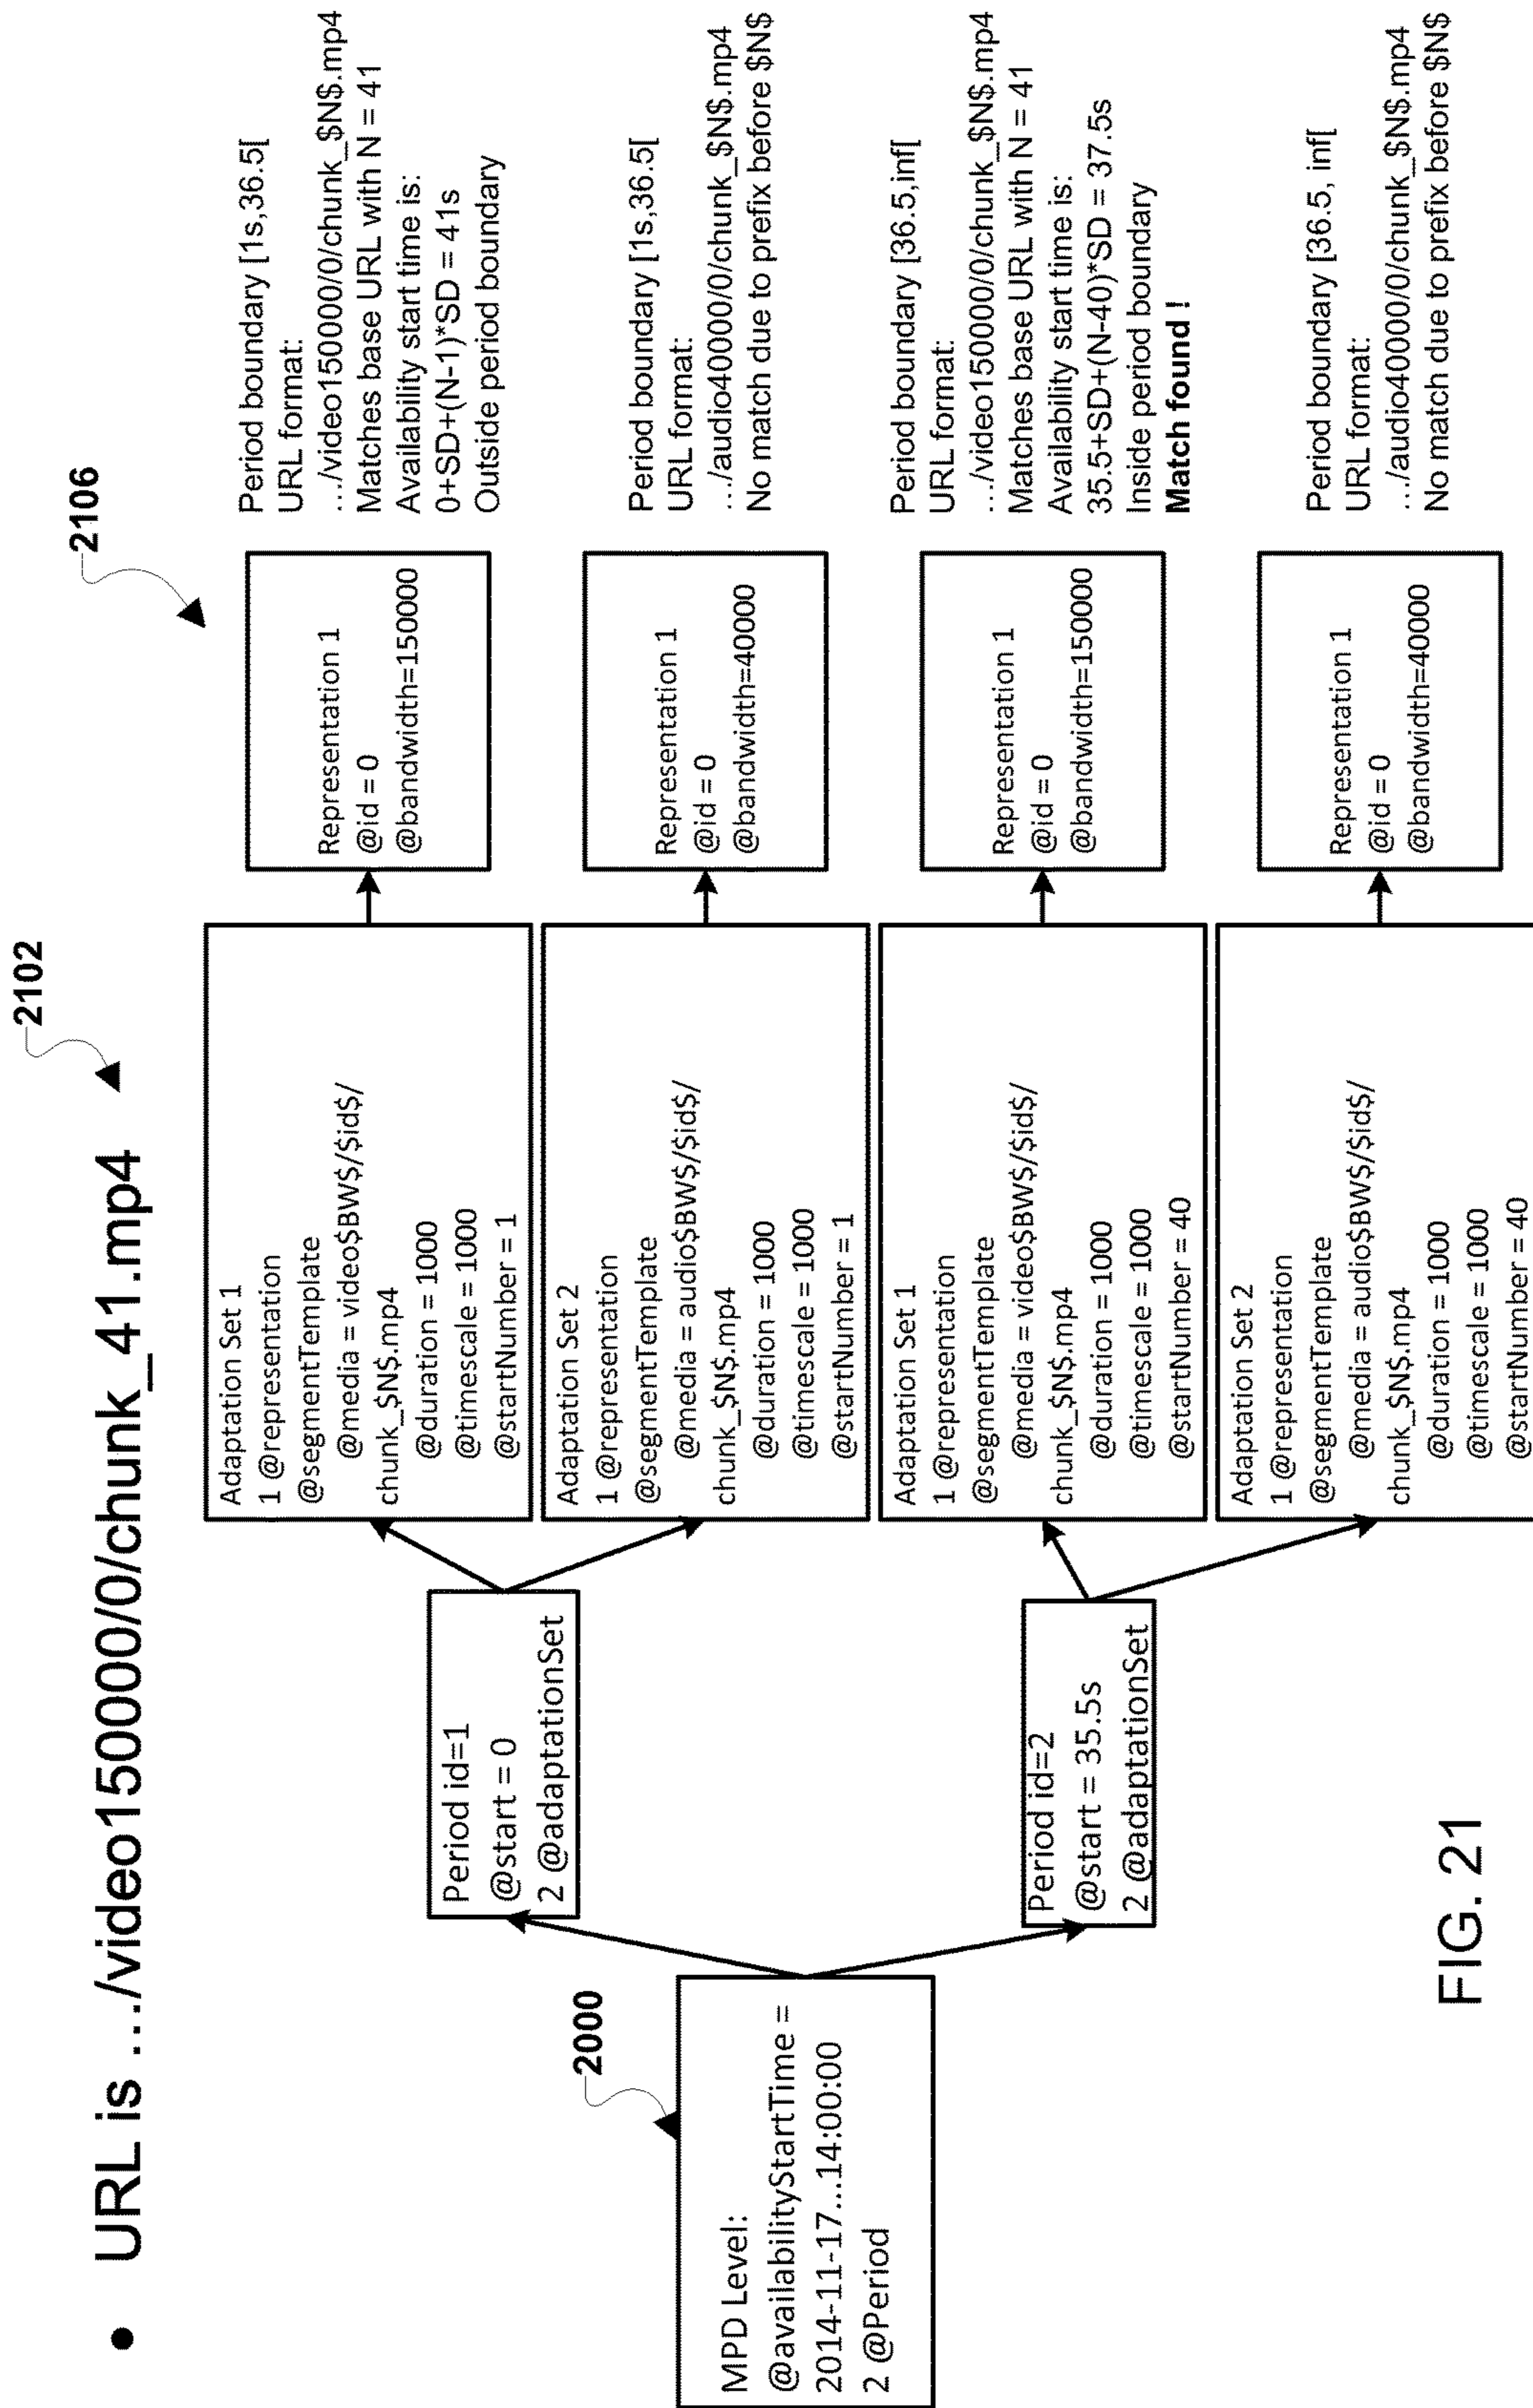 • URL is …/video150000/0/chunk_41.mp4
2102
2106
2000
MPD Level:
@availabilityStartTime =
2014-11-17...14:00:00
2 @Period
Period id=1
@start = 0
2 @adaptationSet
Period id=2
@start = 35.5s
2 @adaptationSet
Adaptation Set 1
1 @representation
@segmentTemplate
@media = video$BW$/$id$/
chunk_$N$.mp4
@duration = 1000
@timescale = 1000
@startNumber = 1
Representation 1
@id = 0
@bandwidth=150000
Period boundary [1s,36.5[
URL format:
…/video150000/0/chunk_$N$.mp4
Matches base URL with N = 41
Availability start time is:
0+SD+(N-1)*SD = 41s
Outside period boundary
Adaptation Set 2
1 @representation
@segmentTemplate
@media = audio$BW$/$id$/
chunk_$N$.mp4
@duration = 1000
@timescale = 1000
@startNumber = 1
Representation 1
@id = 0
@bandwidth=40000
Period boundary [1s,36.5[
URL format:
…/audio40000/0/chunk_$N$.mp4
No match due to prefix before $N$
Adaptation Set 1
1 @representation
@segmentTemplate
@media = video$BW$/$id$/
chunk_$N$.mp4
@duration = 1000
@timescale = 1000
@startNumber = 40
Representation 1
@id = 0
@bandwidth=150000
Period boundary [36.5,inf[
URL format:
…/video150000/0/chunk_$N$.mp4
Matches base URL with N = 41
Availability start time is:
35.5+SD+(N-40)*SD = 37.5s
Inside period boundary
Match found !
Adaptation Set 2
1 @representation
@segmentTemplate
@media = audio$BW$/$id$/
chunk_$N$.mp4
@duration = 1000
@timescale = 1000
@startNumber = 40
Representation 1
@id = 0
@bandwidth=40000
Period boundary [36.5, inf[
URL format:
…/audio40000/0/chunk_$N$.mp4
No match due to prefix before $N$
FIG. 21